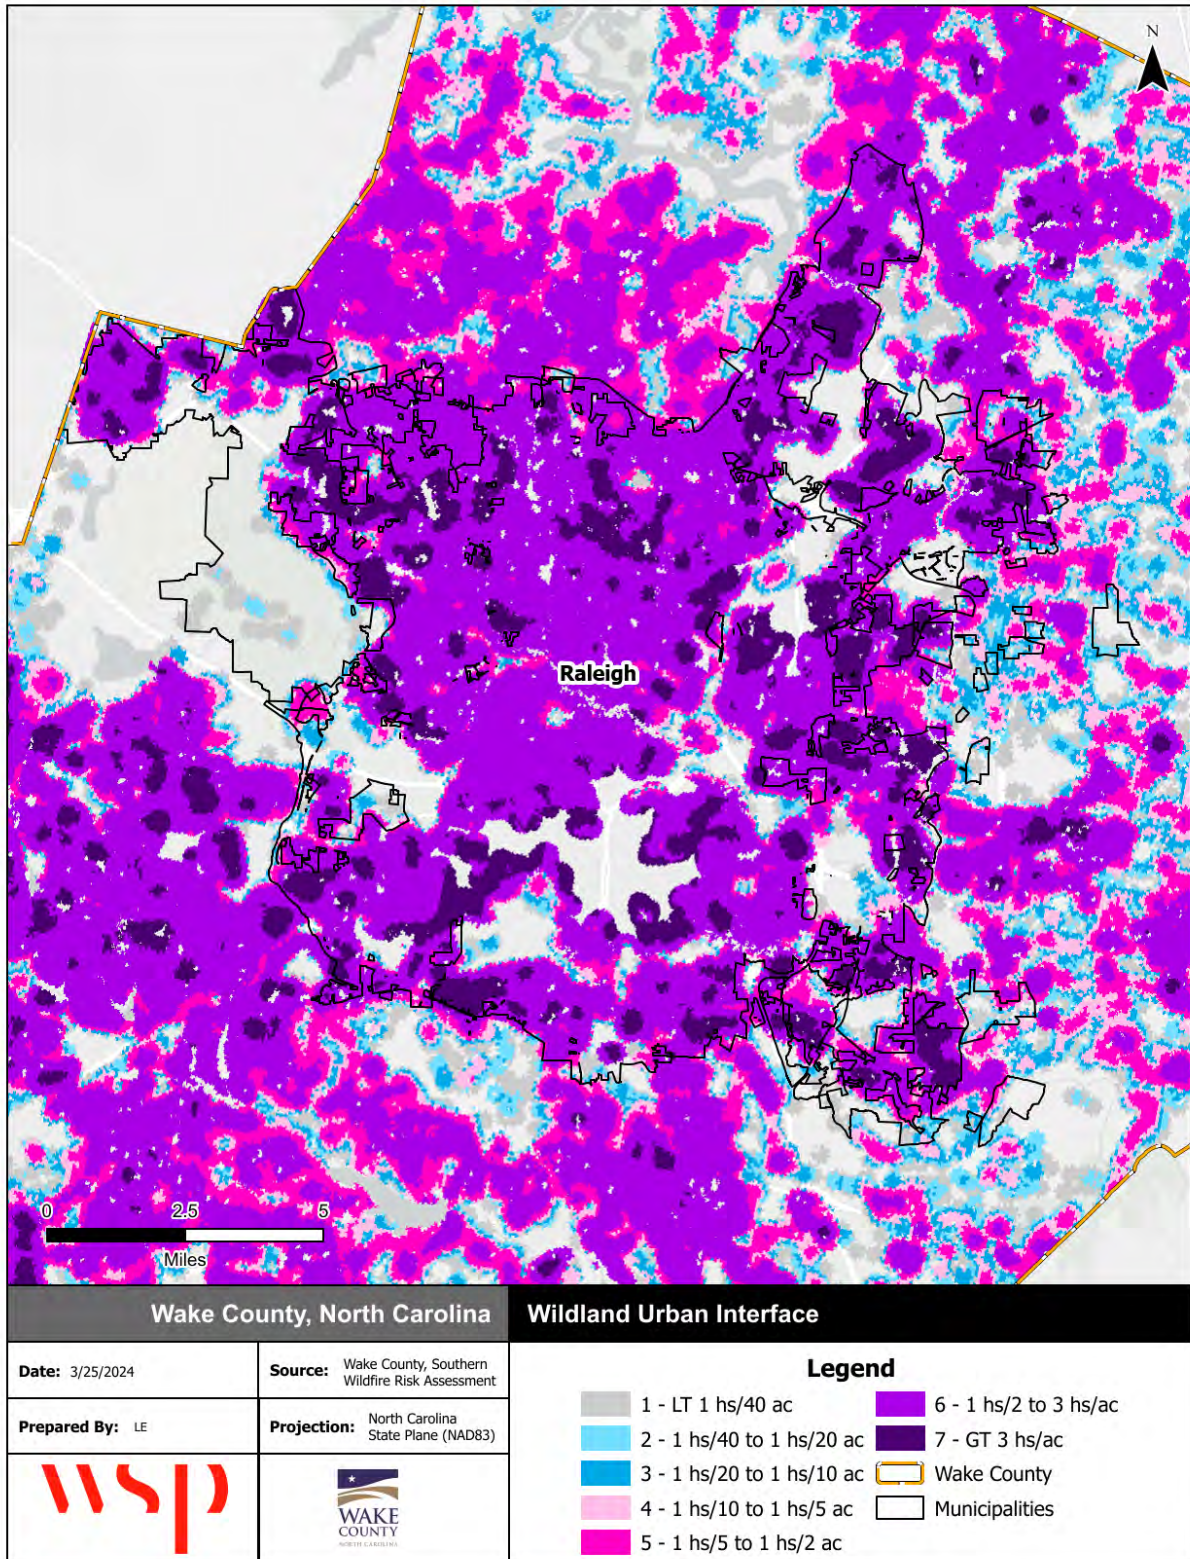 N
Raleigh
0 2.5 5
Miles
Wake County, North Carolina
Wildland Urban Interface
Date: 3/25/2024
Source: Wake County, Southern
Wildfire Risk Assessment
Prepared By: LE
Projection: North Carolina
State Plane (NAD83)
wsp
WAKE
COUNTY
NORTH CAROLINA
Legend
1 - LT 1 hs/40 ac
2 - 1 hs/40 to 1 hs/20 ac
3 - 1 hs/20 to 1 hs/10 ac
4 - 1 hs/10 to 1 hs/5 ac
5 - 1 hs/5 to 1 hs/2 ac
6 - 1 hs/2 to 3 hs/ac
7 - GT 3 hs/ac
Wake County
Municipalities